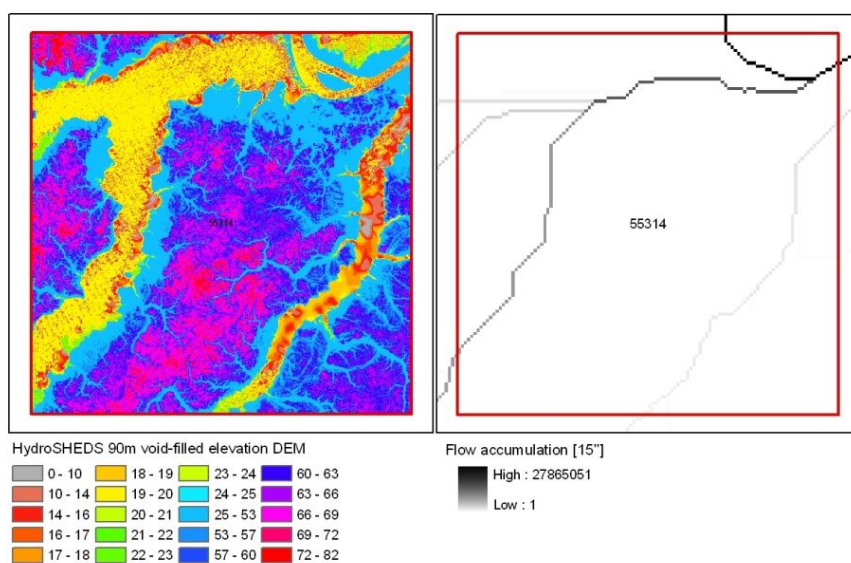 55314
55314
HydroSHEDS 90m void-filled elevation DEM
0 - 10 18 - 19 23 - 24 60 - 63
10 - 14 19 - 20 24 - 25 63 - 66
14 - 16 20 - 21 25 - 53 66 - 69
16 - 17 21 - 22 53 - 57 69 - 72
17 - 18 22 - 23 57 - 60 72 - 82
Flow accumulation [15"]
High : 27865051
Low : 1